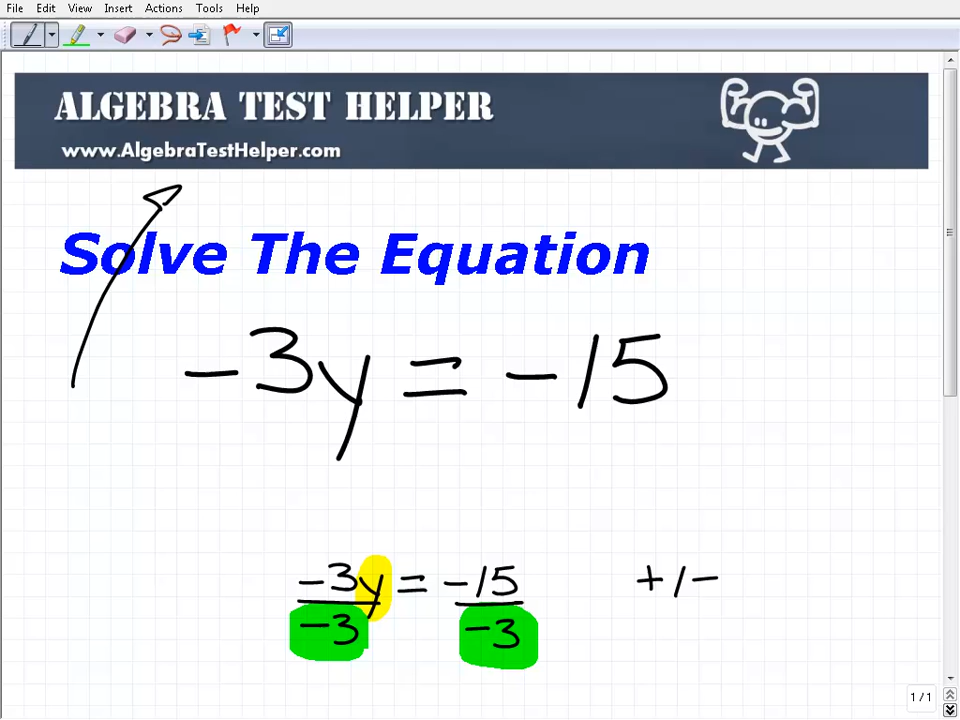 File Edit View Insert Actions Tools Help
ALGEBRA TEST HELPER
www.AlgebraTestHelper.com
Solve The Equation
-3y = -15
-3y = -15 +/-
-3 -3
1/1